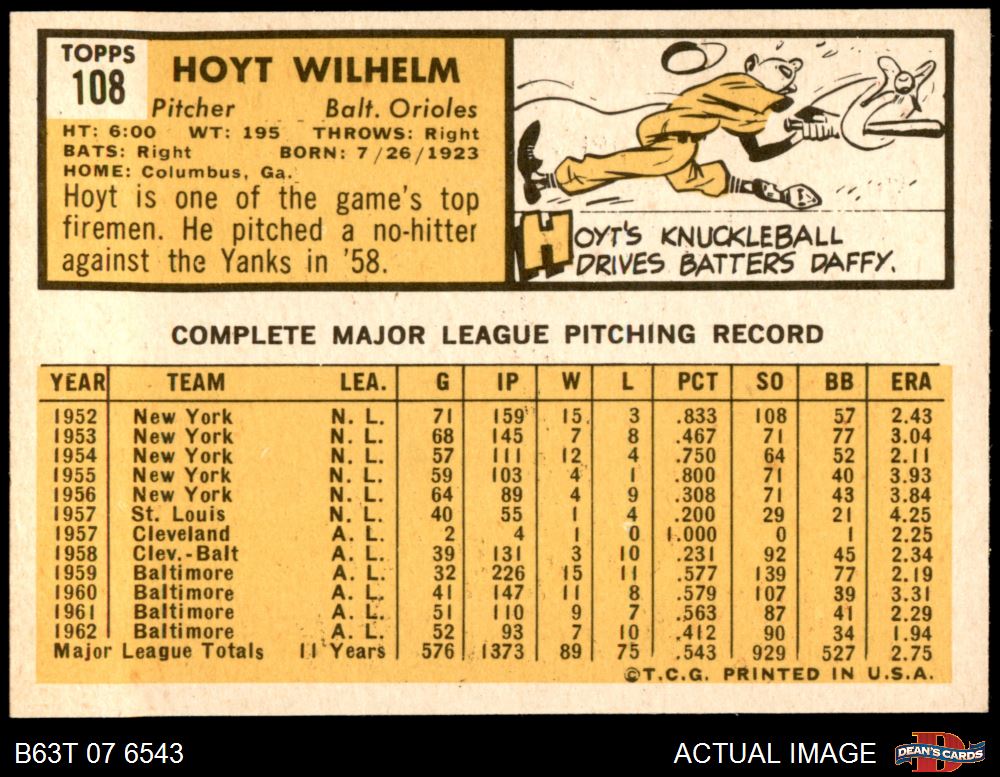 TOPPS
108
HOYT WILHELM
Pitcher Balt. Orioles
HT: 6:00 WT: 195 THROWS: Right
BATS: Right BORN: 7/26/1923
HOME: Columbus, Ga.
Hoyt is one of the game's top
firemen. He pitched a no-hitter
against the Yanks in '58.
HOYT'S KNUCKLEBALL
DRIVES BATTERS DAFFY.
COMPLETE MAJOR LEAGUE PITCHING RECORD
YEAR TEAM LEA. G IP W L PCT SO BB ERA
1952 New York N. L. 71 159 15 3 .833 108 57 2.43
1953 New York N. L. 68 145 7 8 .467 71 77 3.04
1954 New York N. L. 57 111 12 4 .750 64 52 2.11
1955 New York N. L. 59 103 4 1 .800 71 40 3.93
1956 New York N. L. 64 89 4 9 .308 71 43 3.84
1957 St. Louis N. L. 40 55 1 4 .200 29 21 4.25
1957 Cleveland A. L. 2 4 1 0 1.000 0 1 2.25
1958 Clev.-Balt A. L. 39 131 3 10 .231 92 45 2.34
1959 Baltimore A. L. 32 226 15 11 .577 139 77 2.19
1960 Baltimore A. L. 41 147 11 8 .579 107 39 3.31
1961 Baltimore A. L. 51 110 9 7 .563 87 41 2.29
1962 Baltimore A. L. 52 93 7 10 .412 90 34 1.94
Major League Totals 11 Years 576 1373 89 75 .543 929 527 2.75
©T.C.G. PRINTED IN U.S.A.
B63T 07 6543 ACTUAL IMAGE DEAN'S CARDS